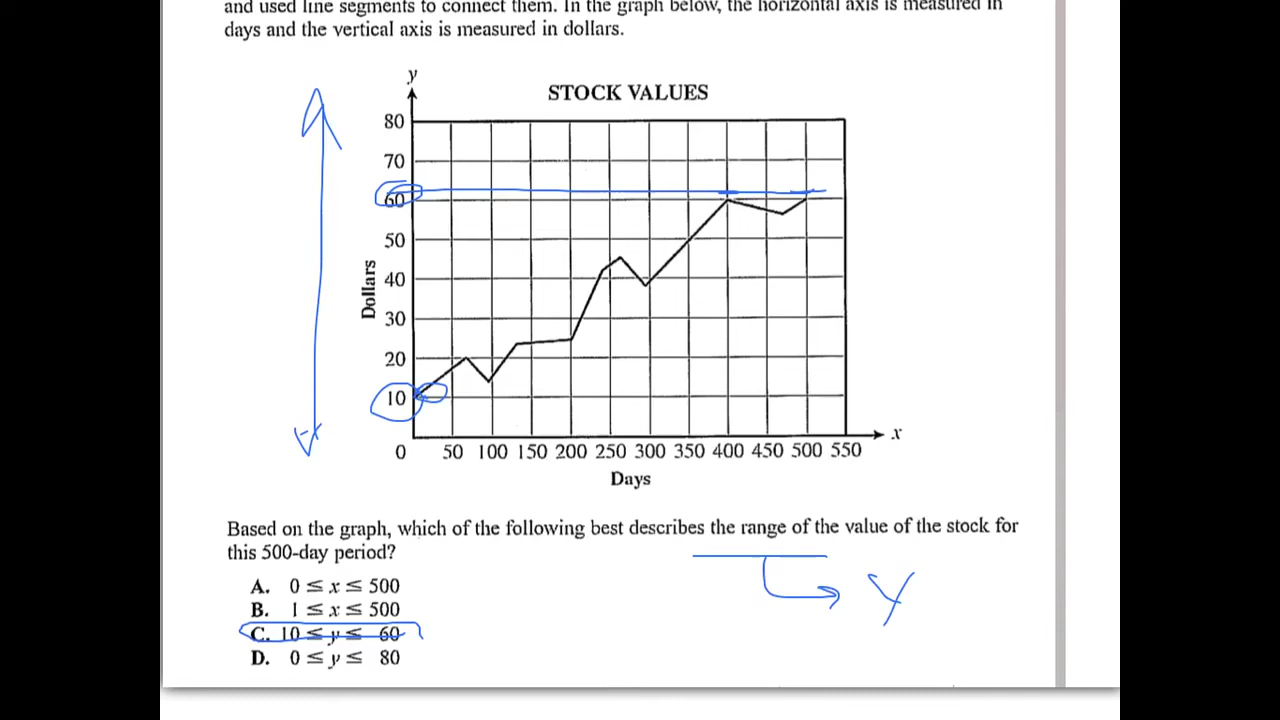 and used line segments to connect them. In the graph below, the horizontal axis is measured in
days and the vertical axis is measured in dollars.
y
STOCK VALUES
80
70
60
50
40
30
20
10
Dollars
0 50 100 150 200 250 300 350 400 450 500 550
x
Days
Based on the graph, which of the following best describes the range of the value of the stock for
this 500-day period?
A. 0 ≤ x ≤ 500
B. 1 ≤ x ≤ 500
C. 10 ≤ y ≤ 60
D. 0 ≤ y ≤ 80
Y